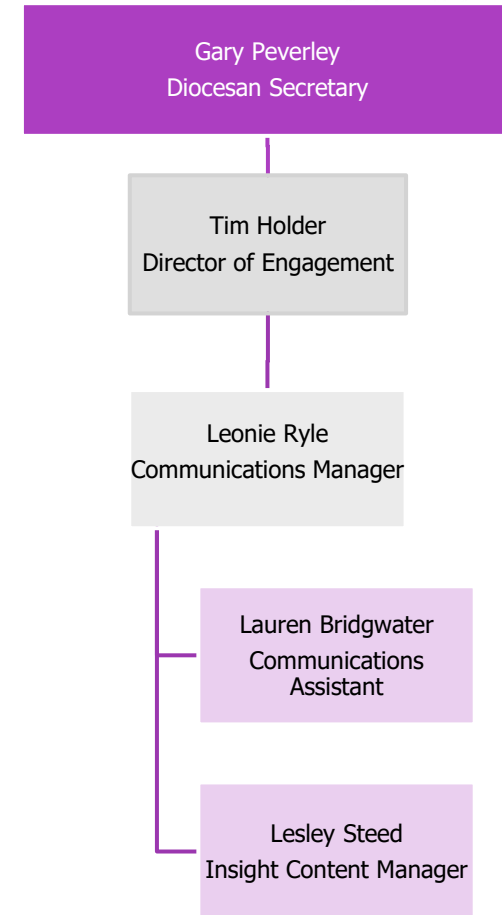 Gary Peverley
Diocesan Secretary
Tim Holder
Director of Engagement
Leonie Ryle
Communications Manager
Lauren Bridgwater
Communications
Assistant
Lesley Steed
Insight Content Manager